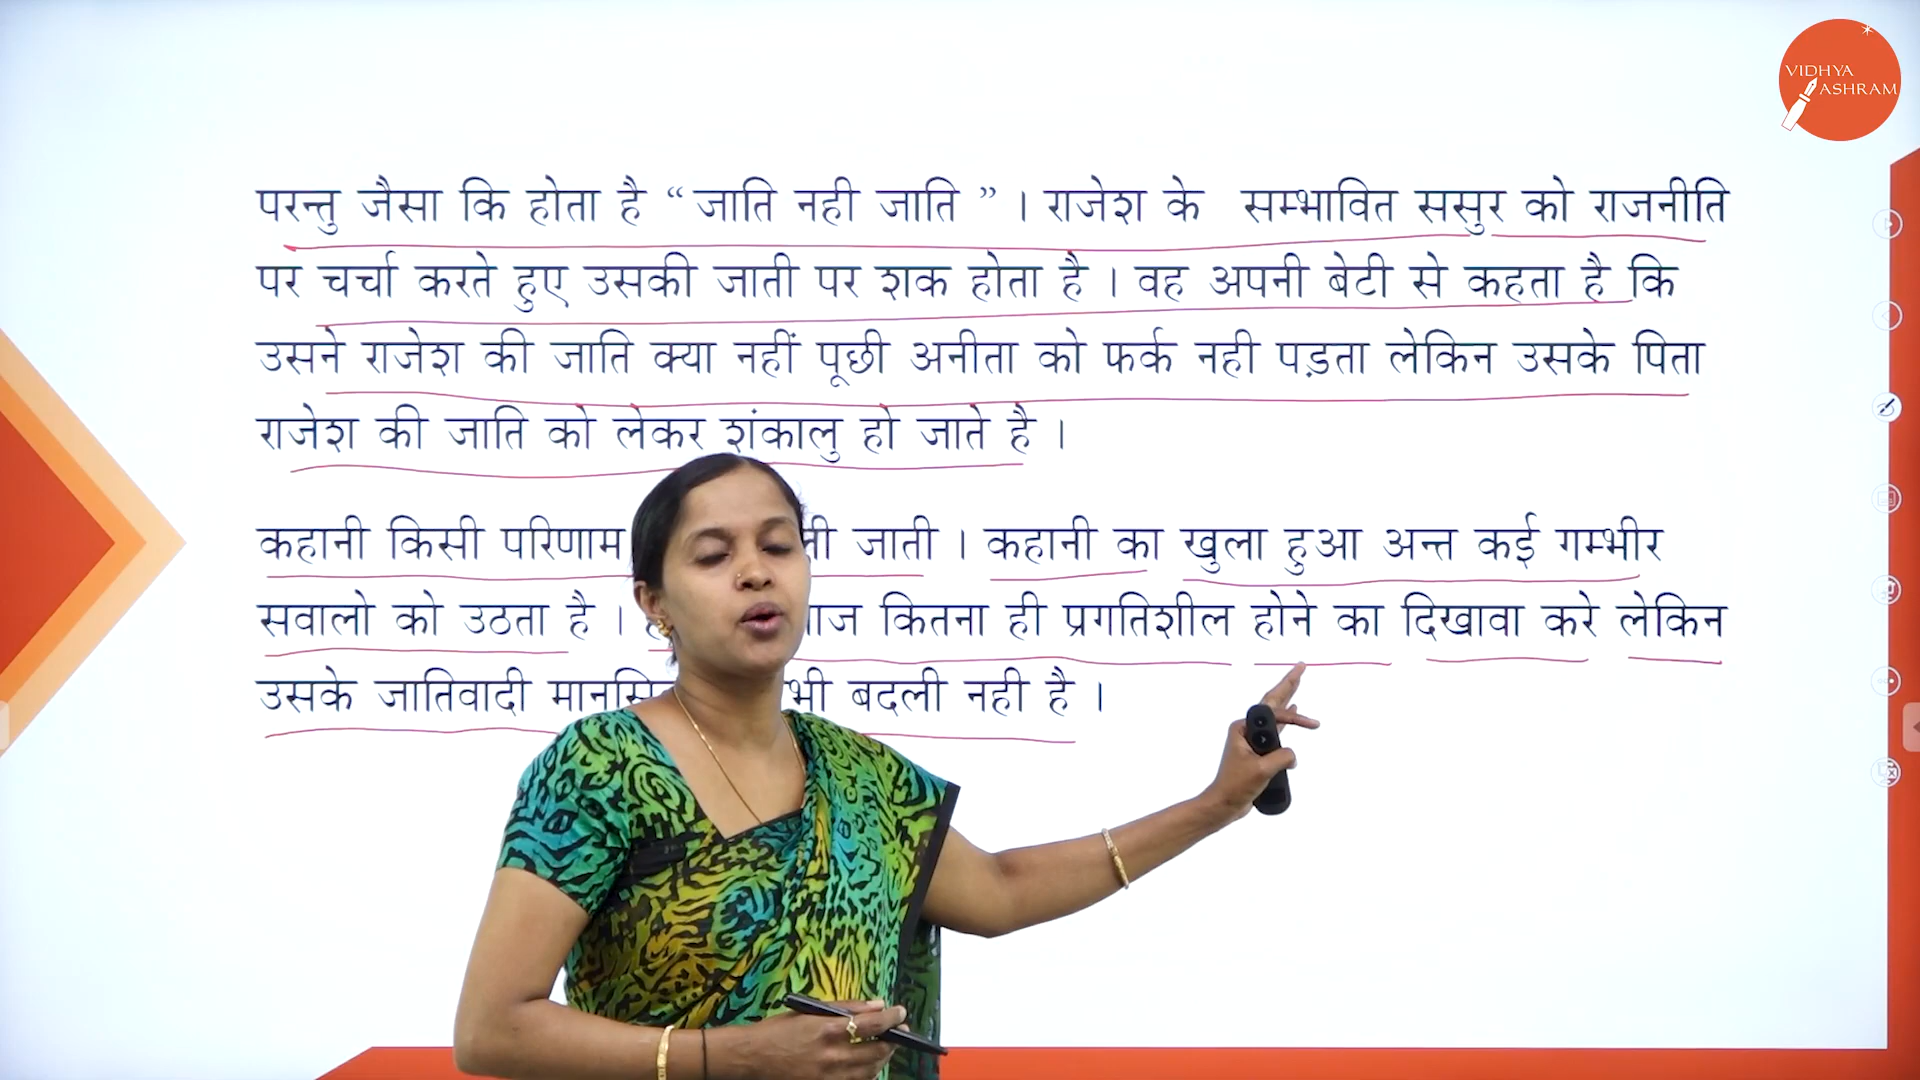 VIDHYA
ASHRAM
परन्तु जैसा कि होता है “ जाति नही जाति ” । राजेश के सम्भावित ससुर को राजनीति
पर चर्चा करते हुए उसकी जाती पर शक होता है । वह अपनी बेटी से कहता है कि
उसने राजेश की जाति क्या नहीं पूछी अनीता को फर्क नही पड़ता लेकिन उसके पिता
राजेश की जाति को लेकर शंकालु हो जाते है ।
कहानी किसी परिणाम जाती । कहानी का खुला हुआ अन्त कई गम्भीर
सवालो को उठता है । कितना ही प्रगतिशील होने का दिखावा करे लेकिन
उसके जातिवादी भी बदली नही है ।